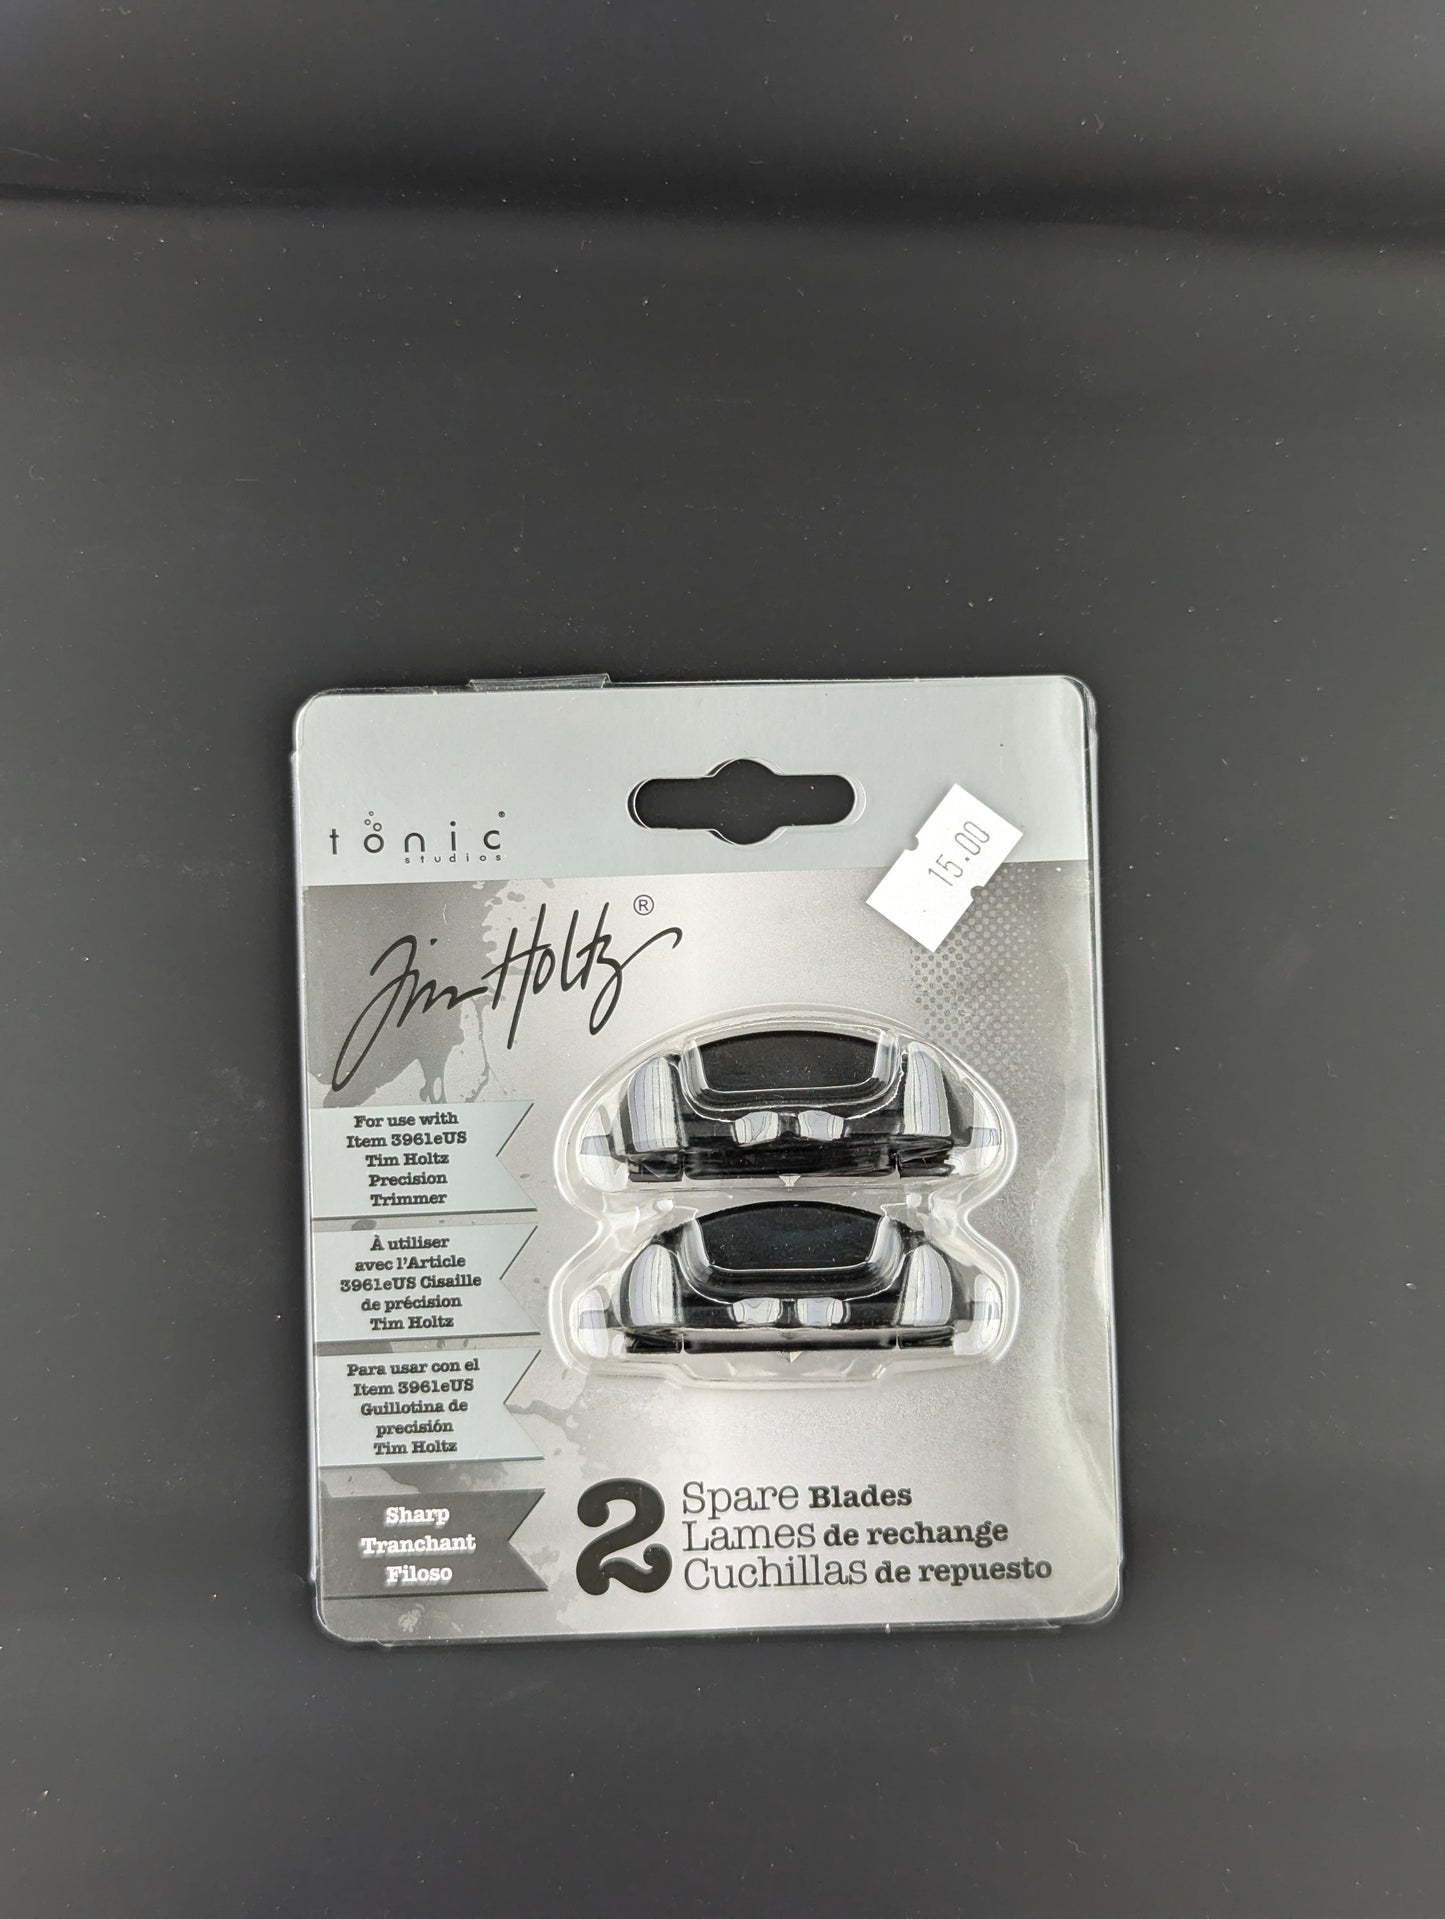 tonic®
studios
15.00
Tim Holtz®
For use with
Item 3961eUS
Tim Holtz
Precision
Trimmer
À utiliser
avec l'Article
3961eUS Cisaille
de précision
Tim Holtz
Para usar con el
Item 3961eUS
Guillotina de
precisión
Tim Holtz
Sharp
Tranchant
Filoso
2 Spare Blades
Lames de rechange
Cuchillas de repuesto